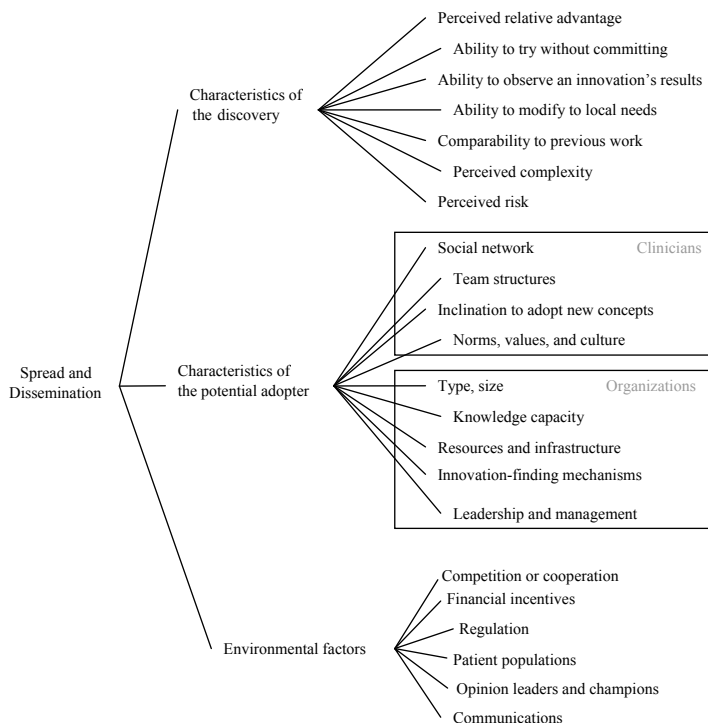 Perceived relative advantage
Ability to try without committing
Ability to observe an innovation’s results
Ability to modify to local needs
Comparability to previous work
Perceived complexity
Perceived risk
Characteristics of
the discovery
Social network
Clinicians
Team structures
Inclination to adopt new concepts
Norms, values, and culture
Spread and
Dissemination
Characteristics of
the potential adopter
Type, size
Organizations
Knowledge capacity
Resources and infrastructure
Innovation-finding mechanisms
Leadership and management
Environmental factors
Competition or cooperation
Financial incentives
Regulation
Patient populations
Opinion leaders and champions
Communications